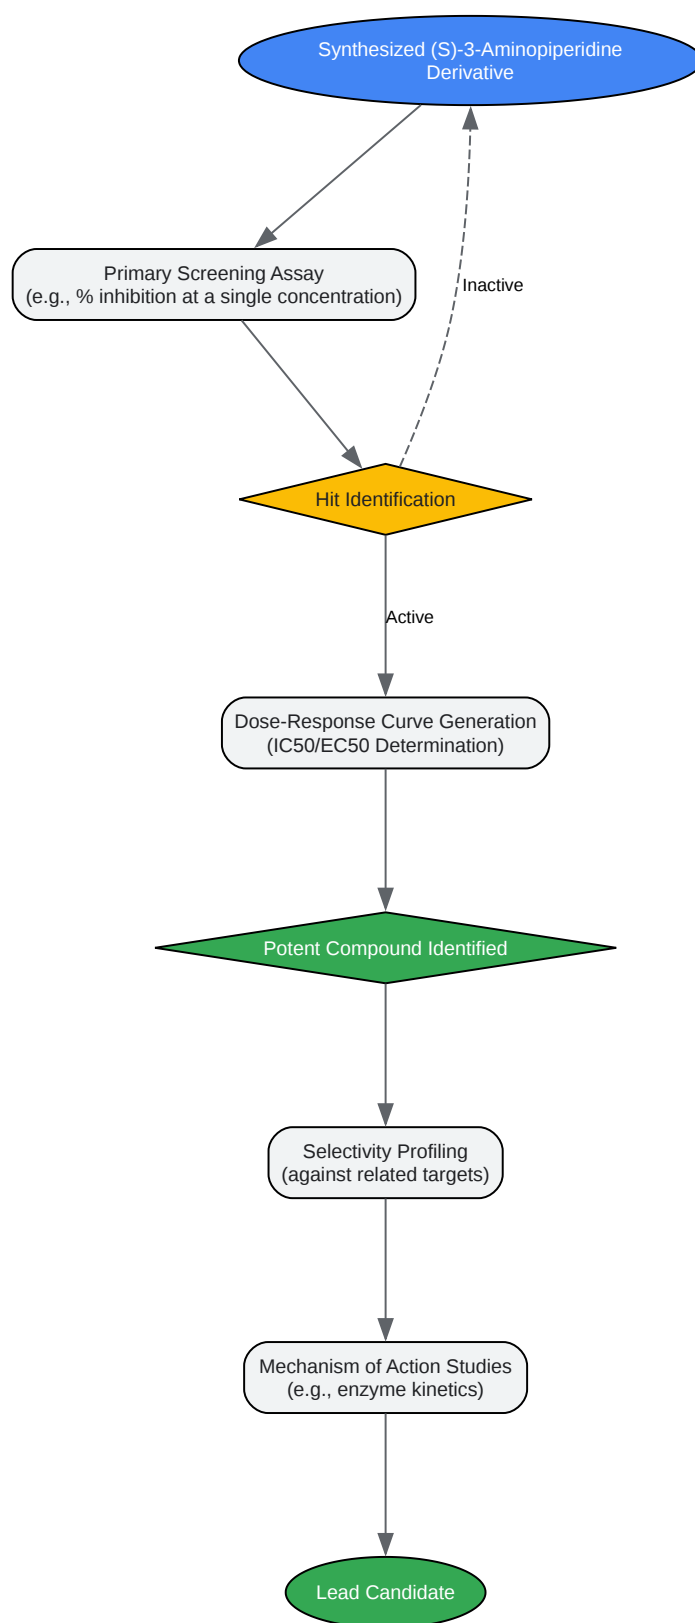 Synthesized (S)-3-Aminopiperidine
Derivative
Primary Screening Assay
(e.g., % inhibition at a single concentration)
Inactive
Hit Identification
Active
Dose-Response Curve Generation
(IC50/EC50 Determination)
Potent Compound Identified
Selectivity Profiling
(against related targets)
Mechanism of Action Studies
(e.g., enzyme kinetics)
Lead Candidate